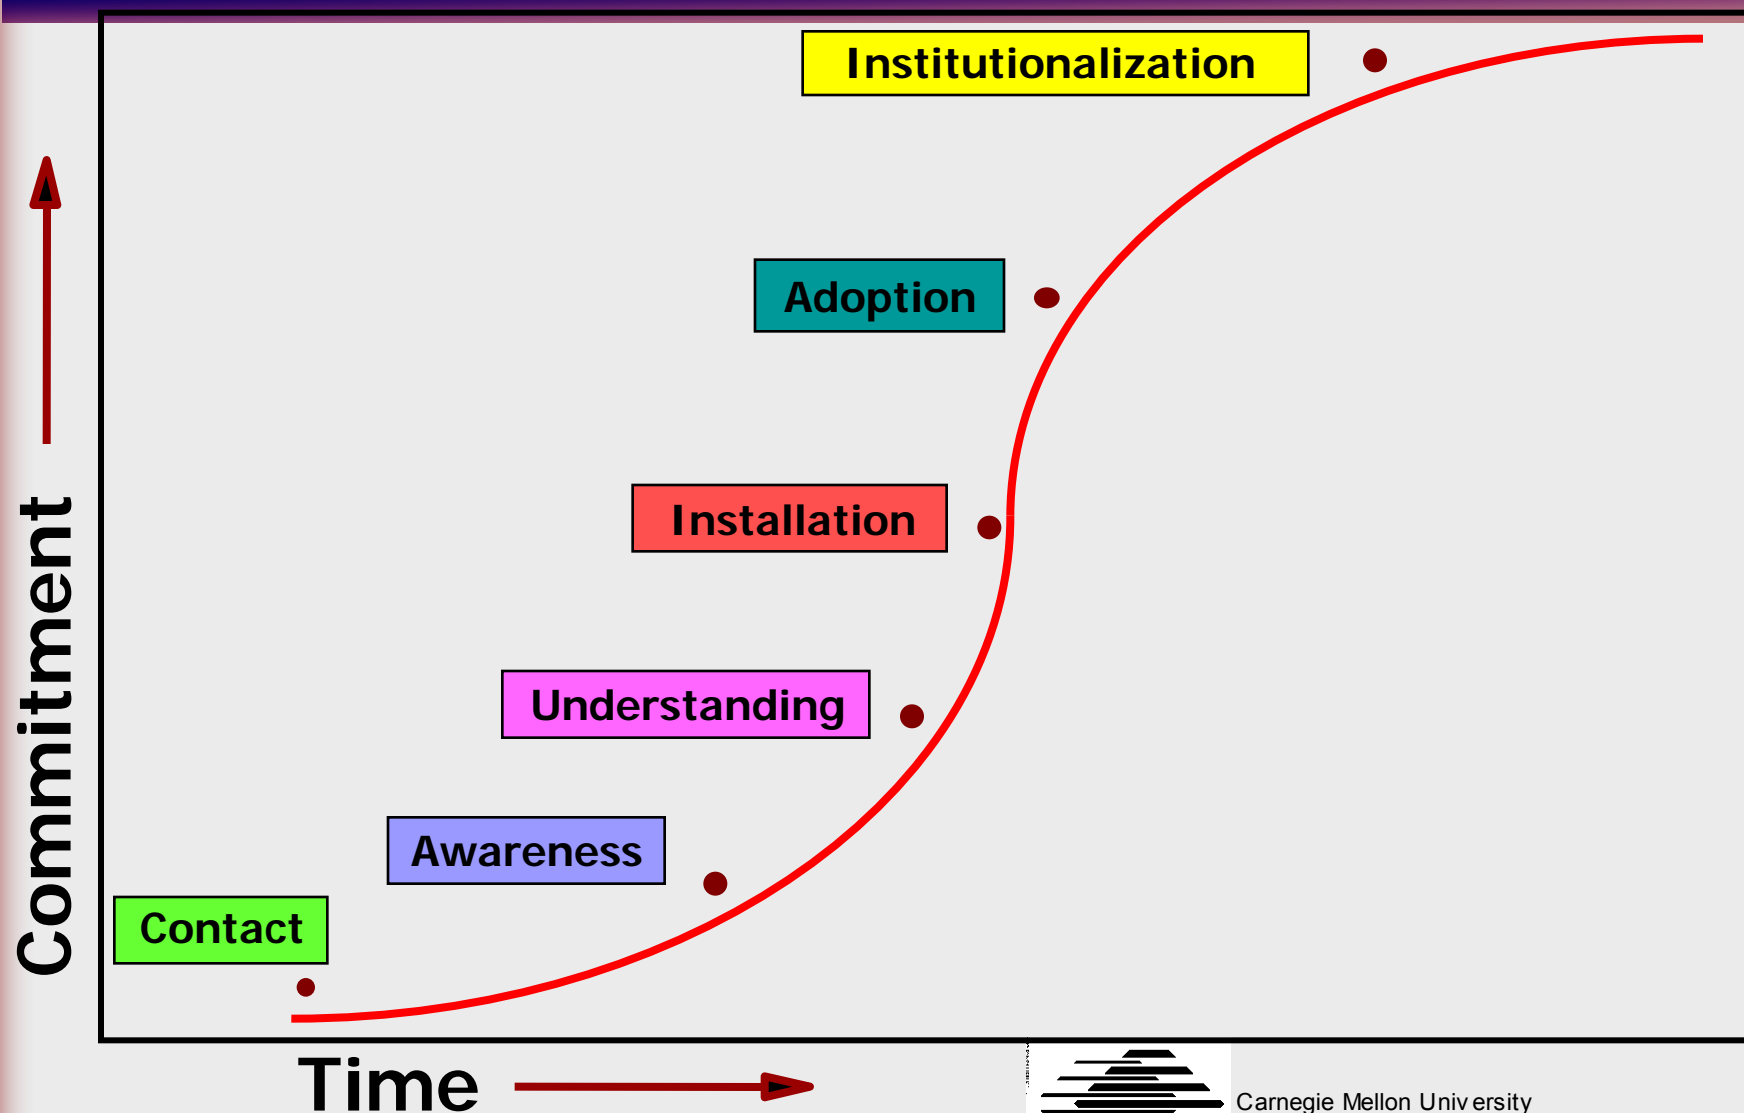 Institutionalization
Adoption
Installation
Understanding
Awareness
Contact
Commitment
Time
Carnegie Mellon University